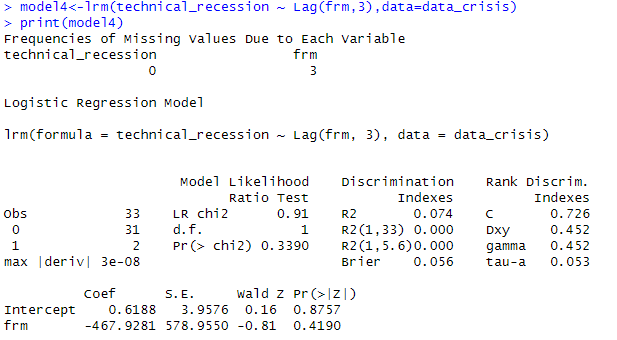 > model4<-lrm(technical_recession ~ Lag(frm,3),data=data_crisis)
> print(model4)
Frequencies of Missing Values Due to Each Variable
technical_recession                 frm
                  0                   3

Logistic Regression Model

lrm(formula = technical_recession ~ Lag(frm, 3), data = data_crisis)

                       Model Likelihood    Discrimination    Rank Discrim.
                             Ratio Test           Indexes          Indexes
Obs            33    LR chi2       0.91    R2       0.074    C       0.726
 0             31    d.f.             1    R2(1,33) 0.000    Dxy     0.452
 1              2    Pr(> chi2) 0.3390    R2(1,5.6)0.000    gamma   0.452
max |deriv| 3e-08                          Brier    0.056    tau-a   0.053

          Coef      S.E.     Wald Z Pr(>|Z|)
Intercept    0.6188   3.9576  0.16  0.8757
frm       -467.9281 578.9550 -0.81  0.4190